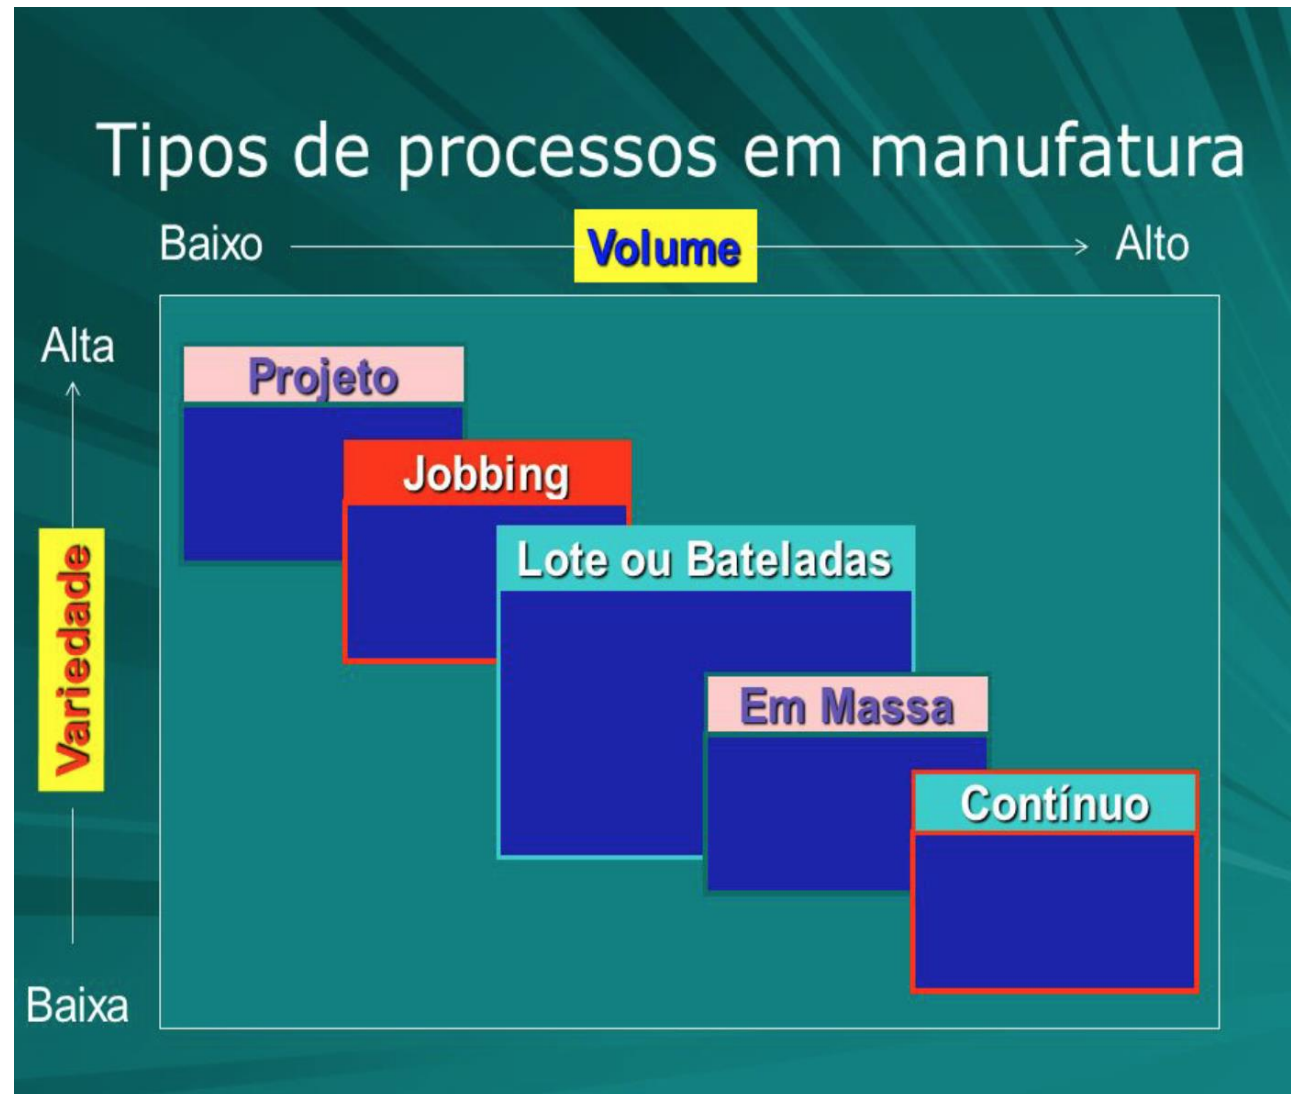 Tipos de processos em manufatura
Baixo
Volume
Alto
Alta
Variedade
Baixa
Projeto
Jobbing
Lote ou Bateladas
Em Massa
Contínuo